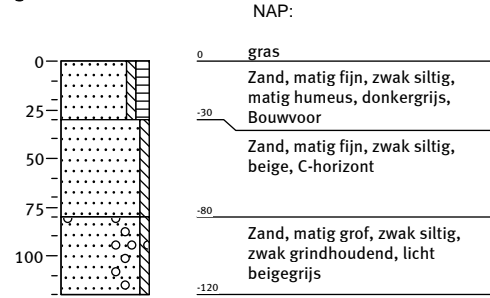 NAP:
0
25
50
75
100
0
gras
Zand, matig fijn, zwak siltig,
matig humeus, donkergrijs,
Bouwvoor
-30
Zand, matig fijn, zwak siltig,
beige, C-horizont
-80
Zand, matig grof, zwak siltig,
zwak grindhoudend, licht
beigegrijs
-120